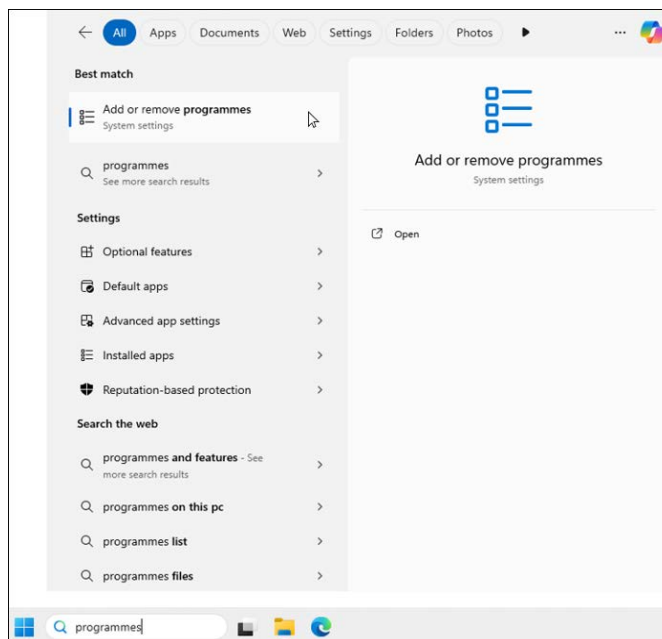 All Apps Documents Web Settings Folders Photos
Best match
Add or remove programmes
System settings
programmes
See more search results
Settings
Optional features
Default apps
Advanced app settings
Installed apps
Reputation-based protection
Search the web
programmes and features - See
more search results
programmes on this pc
programmes list
programmes files
Add or remove programmes
System settings
Open
programmes